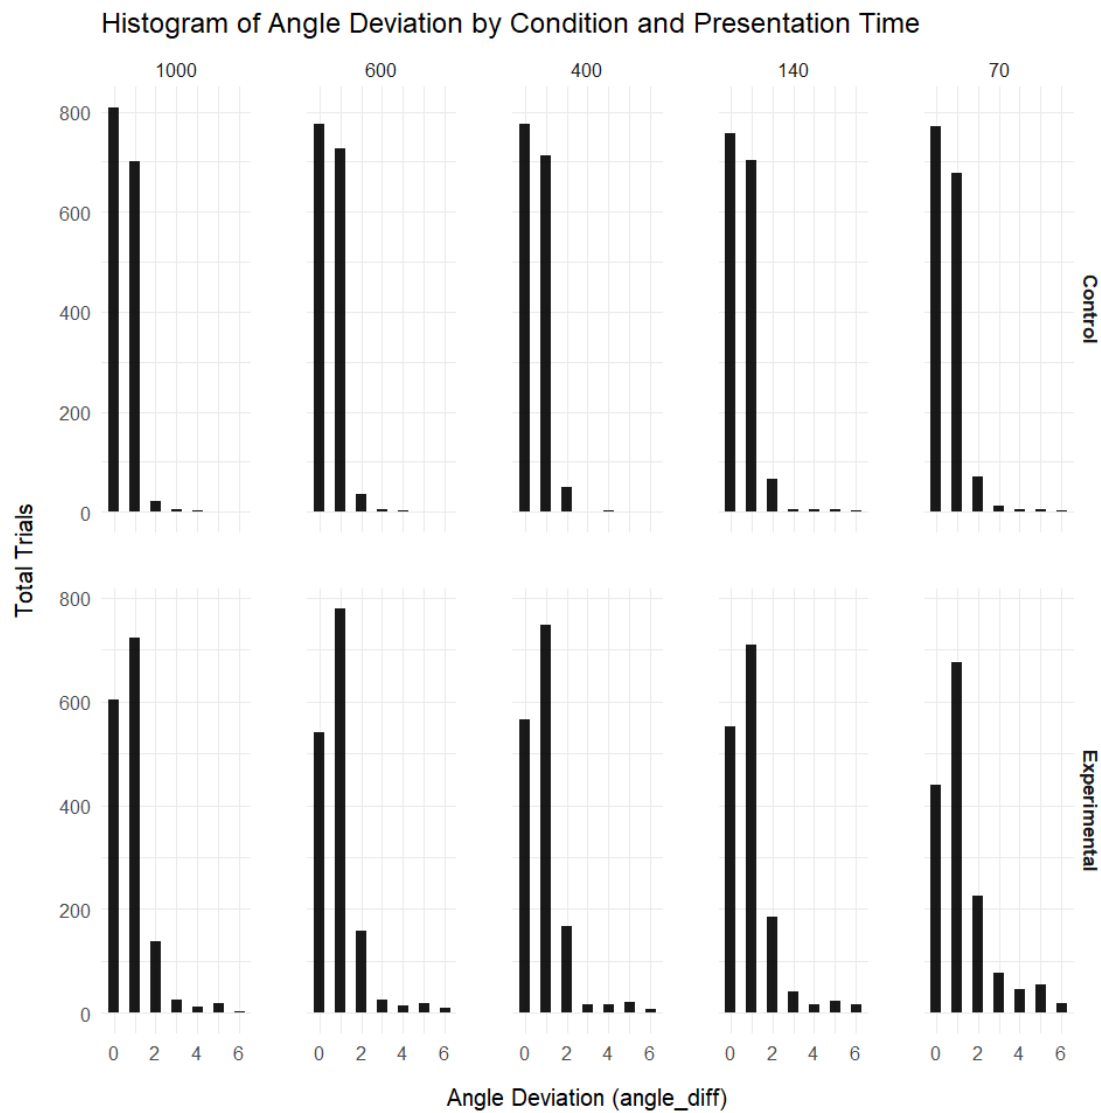 Histogram of Angle Deviation by Condition and Presentation Time
1000 600 400 140 70
800
600
400
200
0
Control
Total Trials
800
600
400
200
0
Experimental
0 2 4 6 0 2 4 6 0 2 4 6 0 2 4 6 0 2 4 6
Angle Deviation (angle_diff)